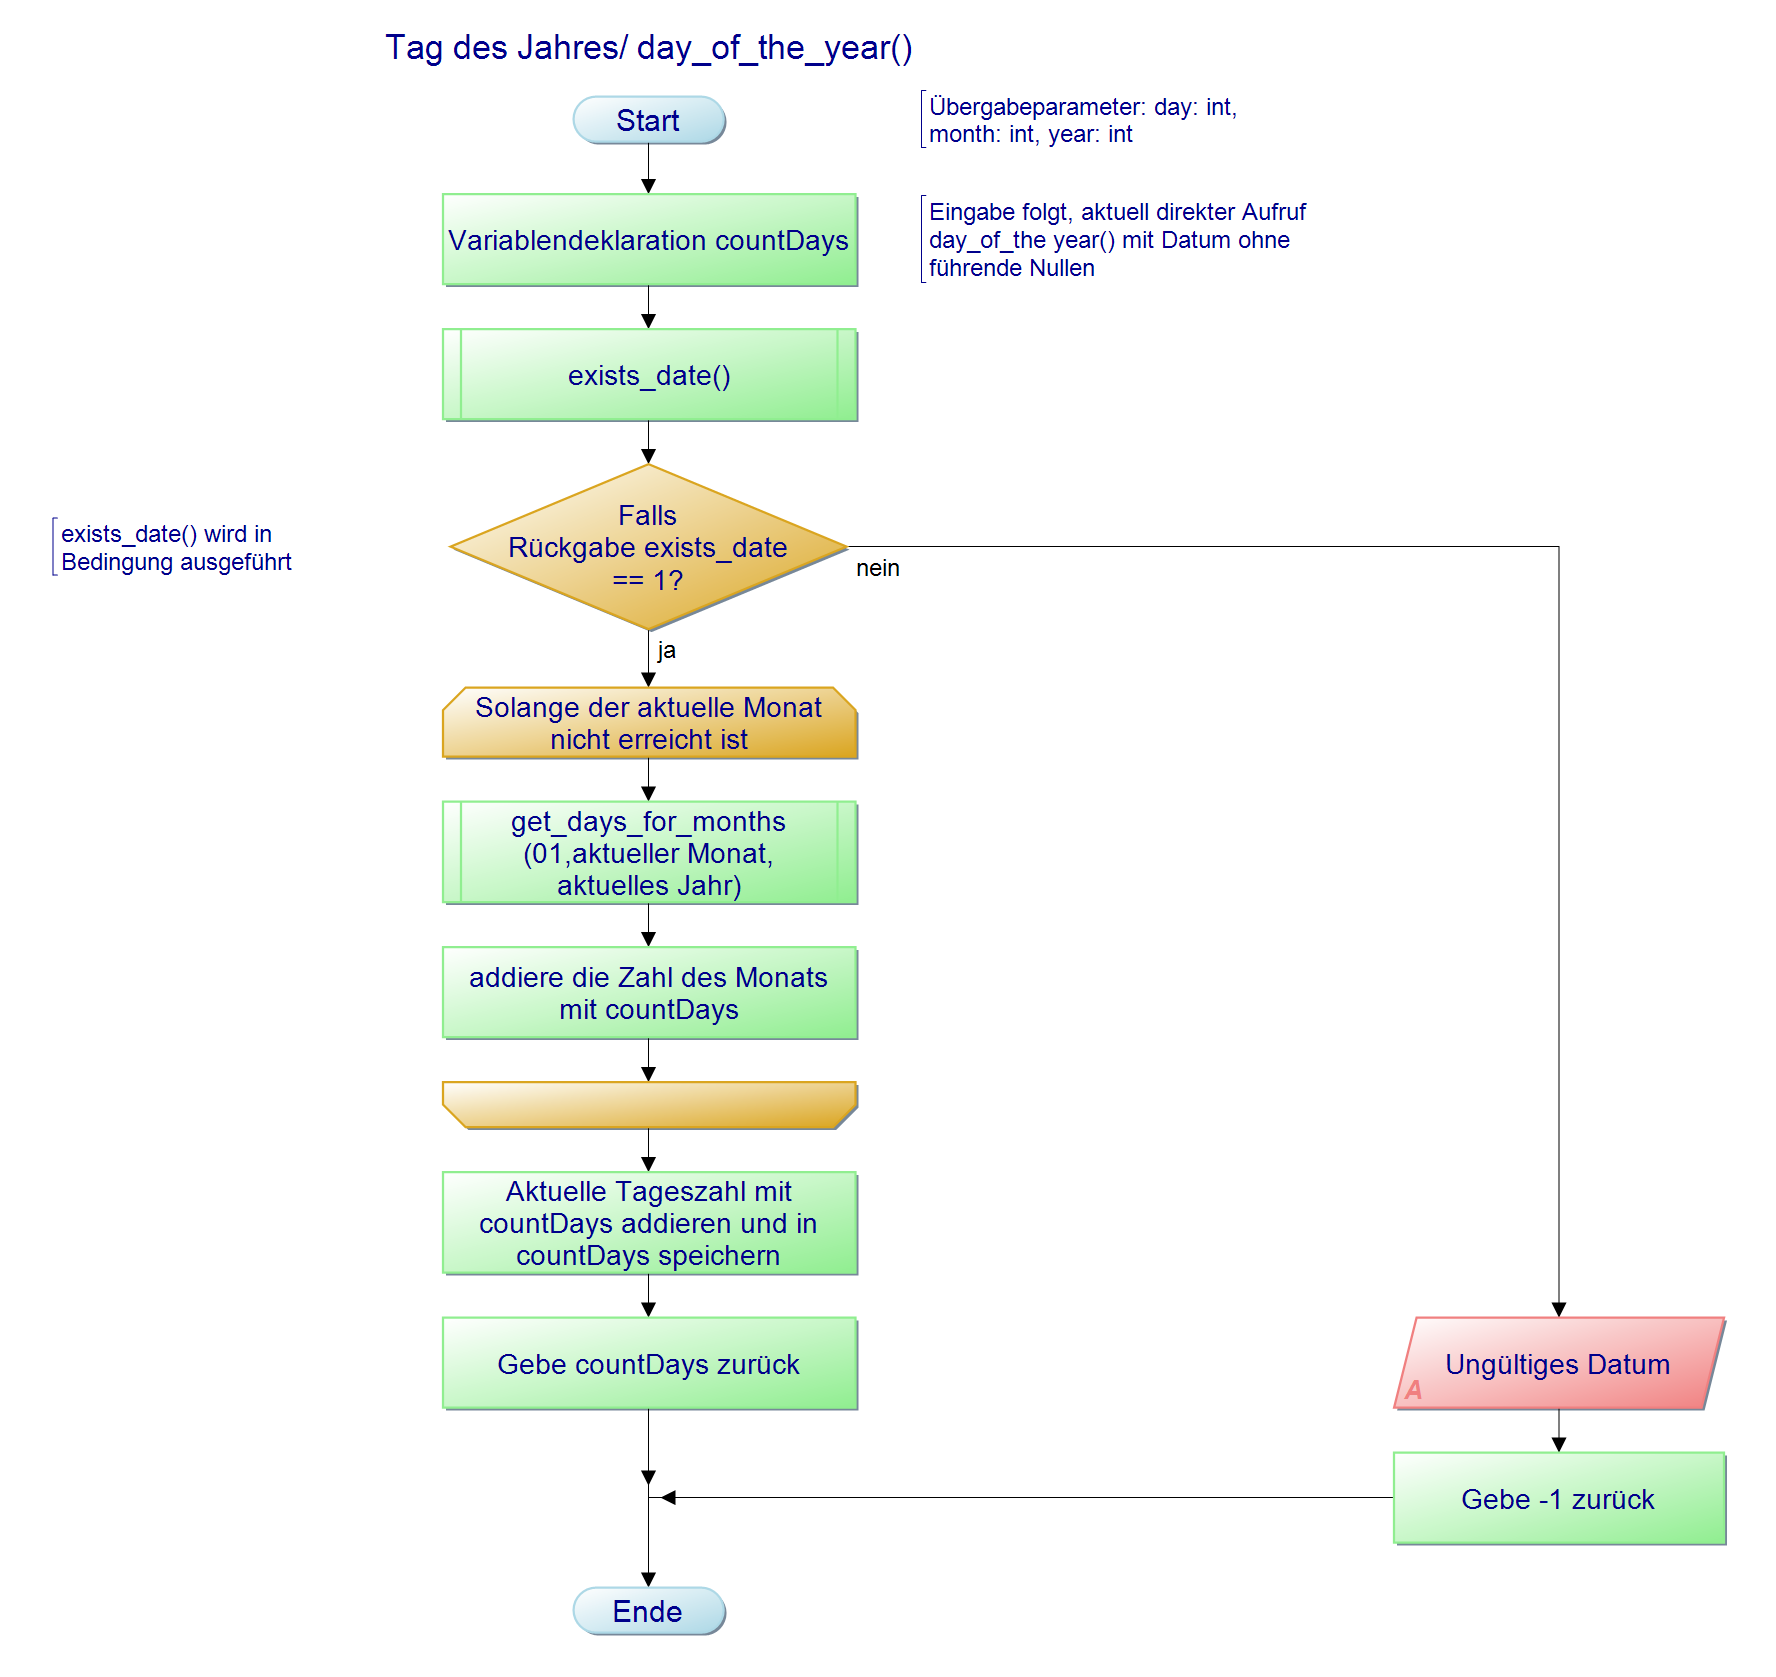 Tag des Jahres/ day_of_the_year()
Start
Übergabeparameter: day: int,
month: int, year: int
Variablendeklaration countDays
Eingabe folgt, aktuell direkter Aufruf
day_of_the year() mit Datum ohne
führende Nullen
exists_date()
Falls
Rückgabe exists_date
== 1?
exists_date() wird in
Bedingung ausgeführt
nein
ja
Solange der aktuelle Monat
nicht erreicht ist
get_days_for_months
(01,aktueller Monat,
aktuelles Jahr)
addiere die Zahl des Monats
mit countDays
Aktuelle Tageszahl mit
countDays addieren und in
countDays speichern
Gebe countDays zurück
Ungültiges Datum
A
Gebe -1 zurück
Ende